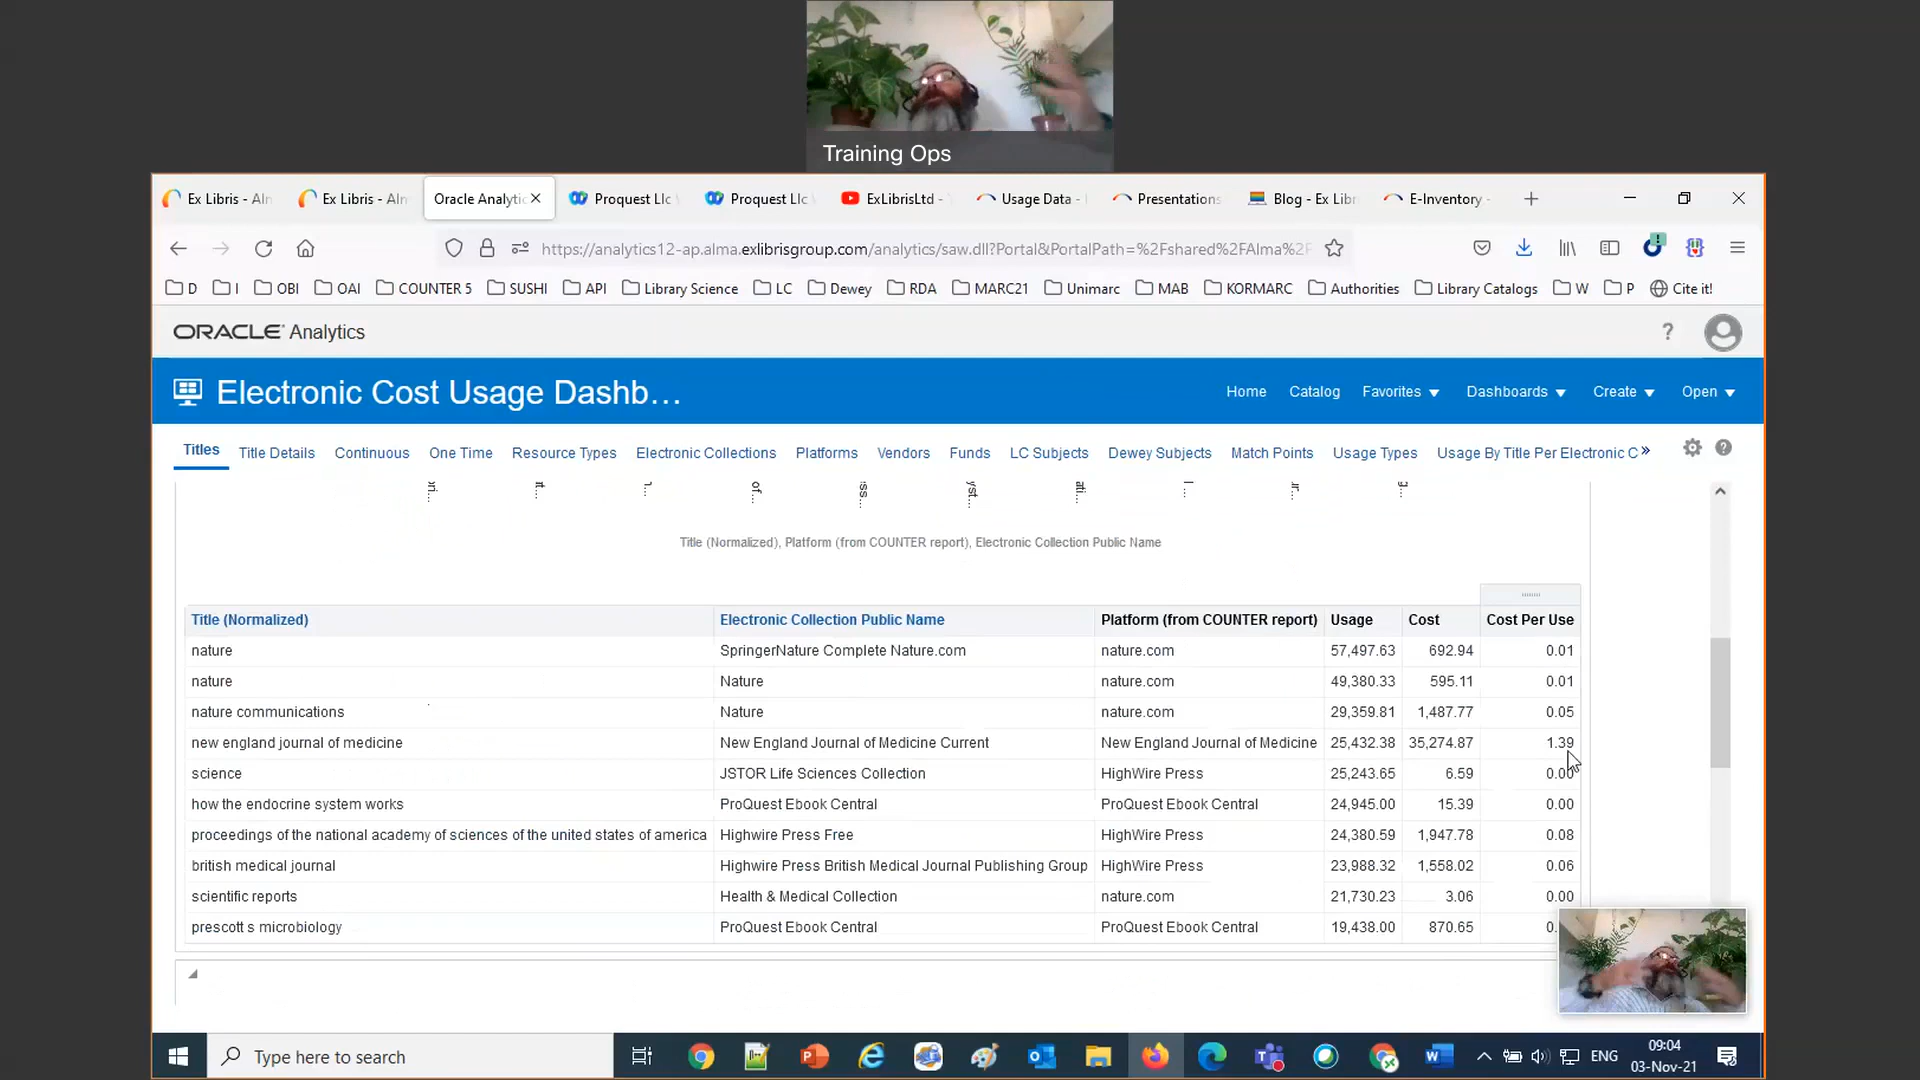 Training Ops
Ex Libris - Aln
Ex Libris - Alm
Oracle Analytic
Proquest Llc
Proquest Llc
ExLibrisLtd -
Usage Data -
Presentations
Blog - Ex Libr
E-Inventory -
https://analytics12-ap.alma.exlibrisgroup.com/analytics/saw.dll?Portal&PortalPath=%2Fshared%2FAlma%2F
D
I
OBI
OAI
COUNTER 5
SUSHI
API
Library Science
LC
Dewey
RDA
MARC21
Unimarc
MAB
KORMARC
Authorities
Library Catalogs
W
P
Cite it!
ORACLE Analytics
?
Electronic Cost Usage Dashb...
Home
Catalog
Favorites
Dashboards
Create
Open
Titles
Title Details
Continuous
One Time
Resource Types
Electronic Collections
Platforms
Vendors
Funds
LC Subjects
Dewey Subjects
Match Points
Usage Types
Usage By Title Per Electronic C
»
Title (Normalized), Platform (from COUNTER report), Electronic Collection Public Name
Title (Normalized) Electronic Collection Public Name Platform (from COUNTER report) Usage Cost Cost Per Use
nature SpringerNature Complete Nature.com nature.com 57,497.63 692.94 0.01
nature Nature nature.com 49,380.33 595.11 0.01
nature communications Nature nature.com 29,359.81 1,487.77 0.05
new england journal of medicine New England Journal of Medicine Current New England Journal of Medicine 25,432.38 35,274.87 1.39
science JSTOR Life Sciences Collection HighWire Press 25,243.65 6.59 0.00
how the endocrine system works ProQuest Ebook Central ProQuest Ebook Central 24,945.00 15.39 0.00
proceedings of the national academy of sciences of the united states of america Highwire Press Free HighWire Press 24,380.59 1,947.78 0.08
british medical journal Highwire Press British Medical Journal Publishing Group HighWire Press 23,988.32 1,558.02 0.06
scientific reports Health & Medical Collection nature.com 21,730.23 3.06 0.00
prescott s microbiology ProQuest Ebook Central ProQuest Ebook Central 19,438.00 870.65 0.
Type here to search
ENG
09:04
03-Nov-21